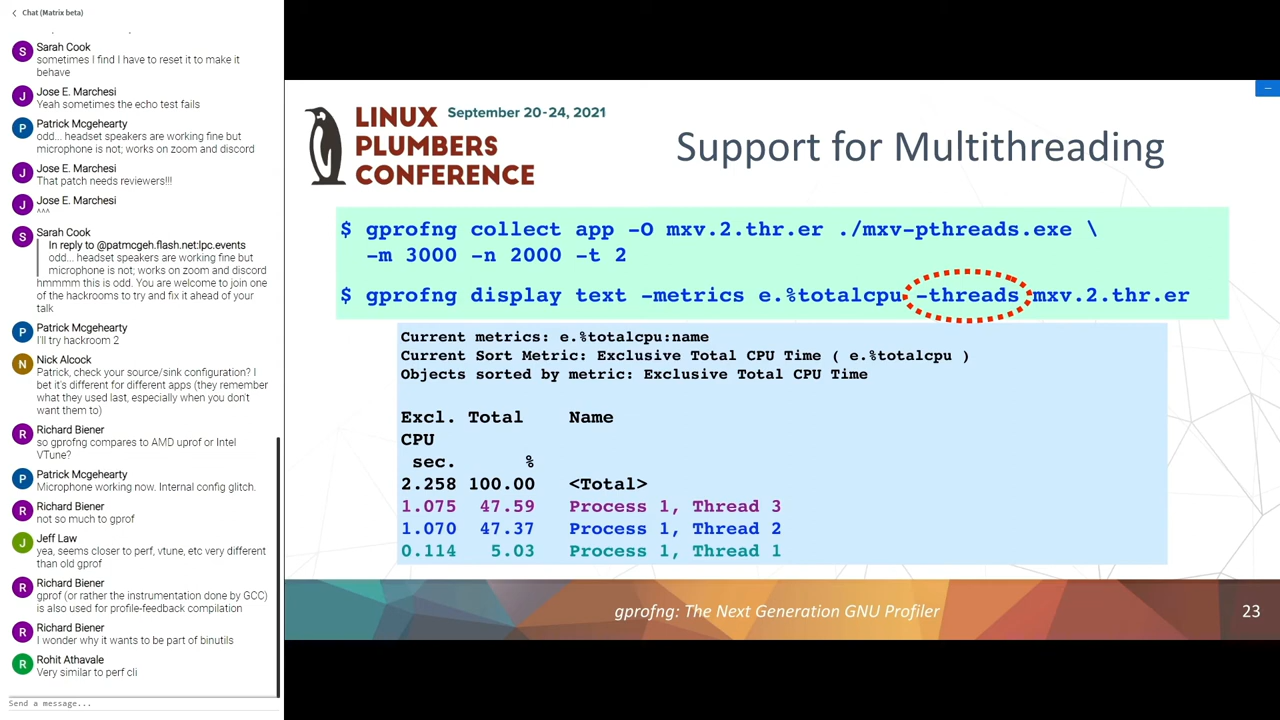 Chat (Matrix beta)
Sarah Cook
sometimes I find I have to reset it to make it
behave
Jose E. Marchesi
Yeah sometimes the echo test fails
Patrick Mcgehearty
odd... headset speakers are working fine but
microphone is not; works on zoom and discord
Jose E. Marchesi
That patch needs reviewers!!!
Jose E. Marchesi
^^^
Sarah Cook
In reply to @patmcgeh.flash.net:lpc.events
odd... headset speakers are working fine but
microphone is not; works on zoom and discord
hmmmm this is odd. You are welcome to join one
of the hackrooms to try and fix it ahead of your
talk
Patrick Mcgehearty
I'll try hackroom 2
Nick Alcock
Patrick, check your source/sink configuration? I
bet it's different for different apps (they remember
what they used last, especially when you don't
want them to)
Richard Biener
so gprofng compares to AMD uprof or Intel
VTune?
Patrick Mcgehearty
Microphone working now. Internal config glitch.
Richard Biener
not so much to gprof
Jeff Law
yea, seems closer to perf, vtune, etc very different
than old gprof
Richard Biener
gprof (or rather the instrumentation done by GCC)
is also used for profile-feedback compilation
Richard Biener
I wonder why it wants to be part of binutils
Rohit Athavale
Very similar to perf cli
Send a message...
LINUX
PLUMBERS
CONFERENCE
September 20-24, 2021
Support for Multithreading
$ gprofng collect app -O mxv.2.thr.er ./mxv-pthreads.exe \
-m 3000 -n 2000 -t 2
$ gprofng display text -metrics e.%totalcpu -threads mxv.2.thr.er
Current metrics: e.%totalcpu:name
Current Sort Metric: Exclusive Total CPU Time ( e.%totalcpu )
Objects sorted by metric: Exclusive Total CPU Time
Excl. Total Name
CPU
sec. %
2.258 100.00 <Total>
1.075 47.59 Process 1, Thread 3
1.070 47.37 Process 1, Thread 2
0.114 5.03 Process 1, Thread 1
gprofng: The Next Generation GNU Profiler
23